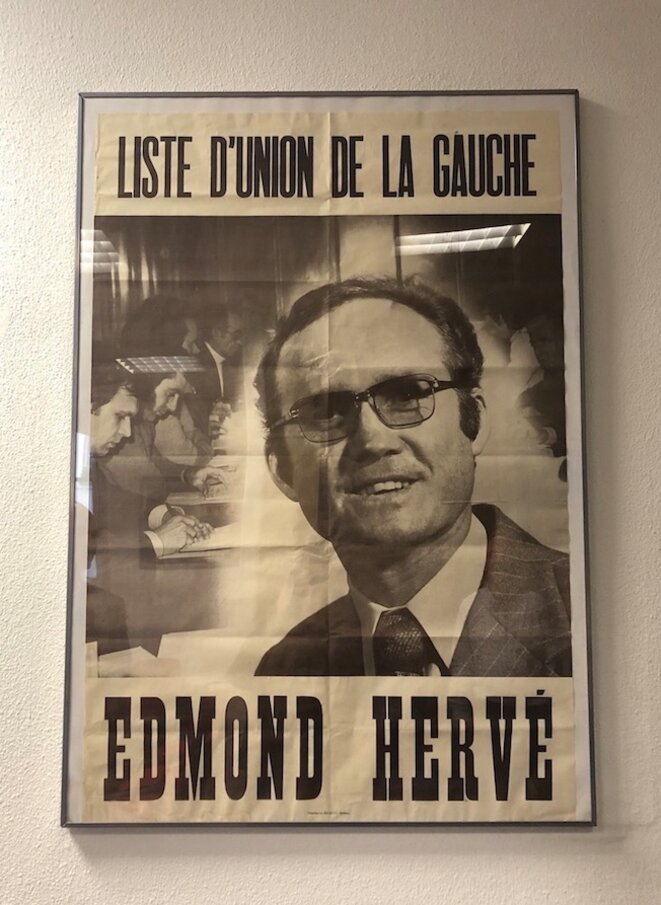 LISTE D'UNION DE LA GAUCHE
EDMOND HERVÉ